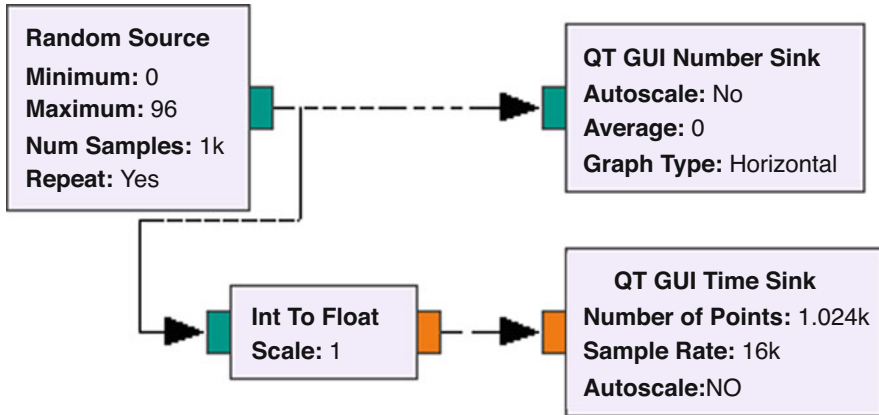 Random Source
Minimum: 0
Maximum: 96
Num Samples: 1k
Repeat: Yes
QT GUI Number Sink
Autoscale: No
Average: 0
Graph Type: Horizontal
Int To Float
Scale: 1
QT GUI Time Sink
Number of Points: 1.024k
Sample Rate: 16k
Autoscale:NO